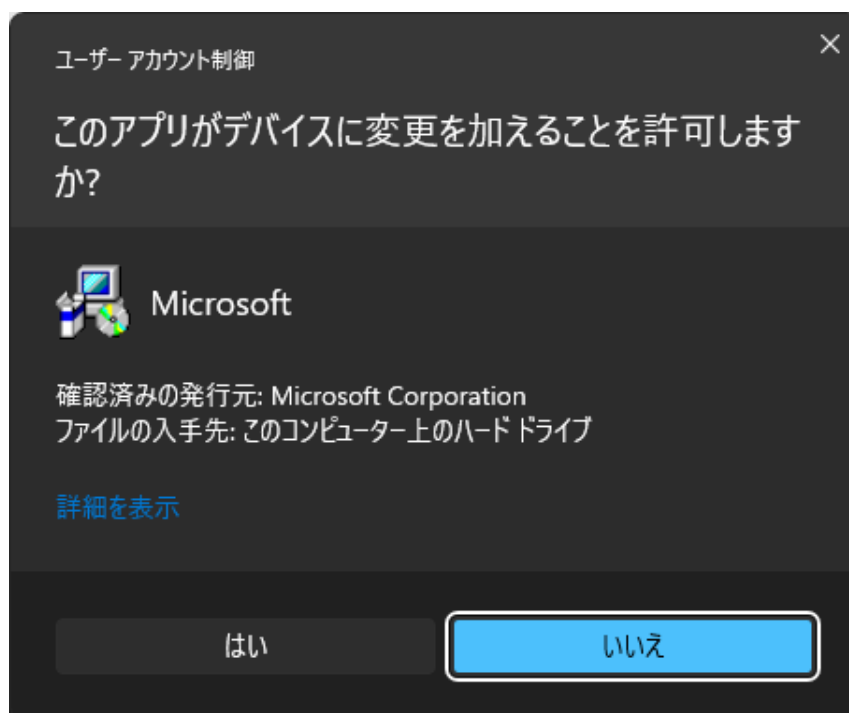 ユーザー アカウント制御
このアプリがデバイスに変更を加えることを許可します
か?
Microsoft
確認済みの発行元: Microsoft Corporation
ファイルの入手先: このコンピューター上のハード ドライブ
詳細を表示
はい
いいえ